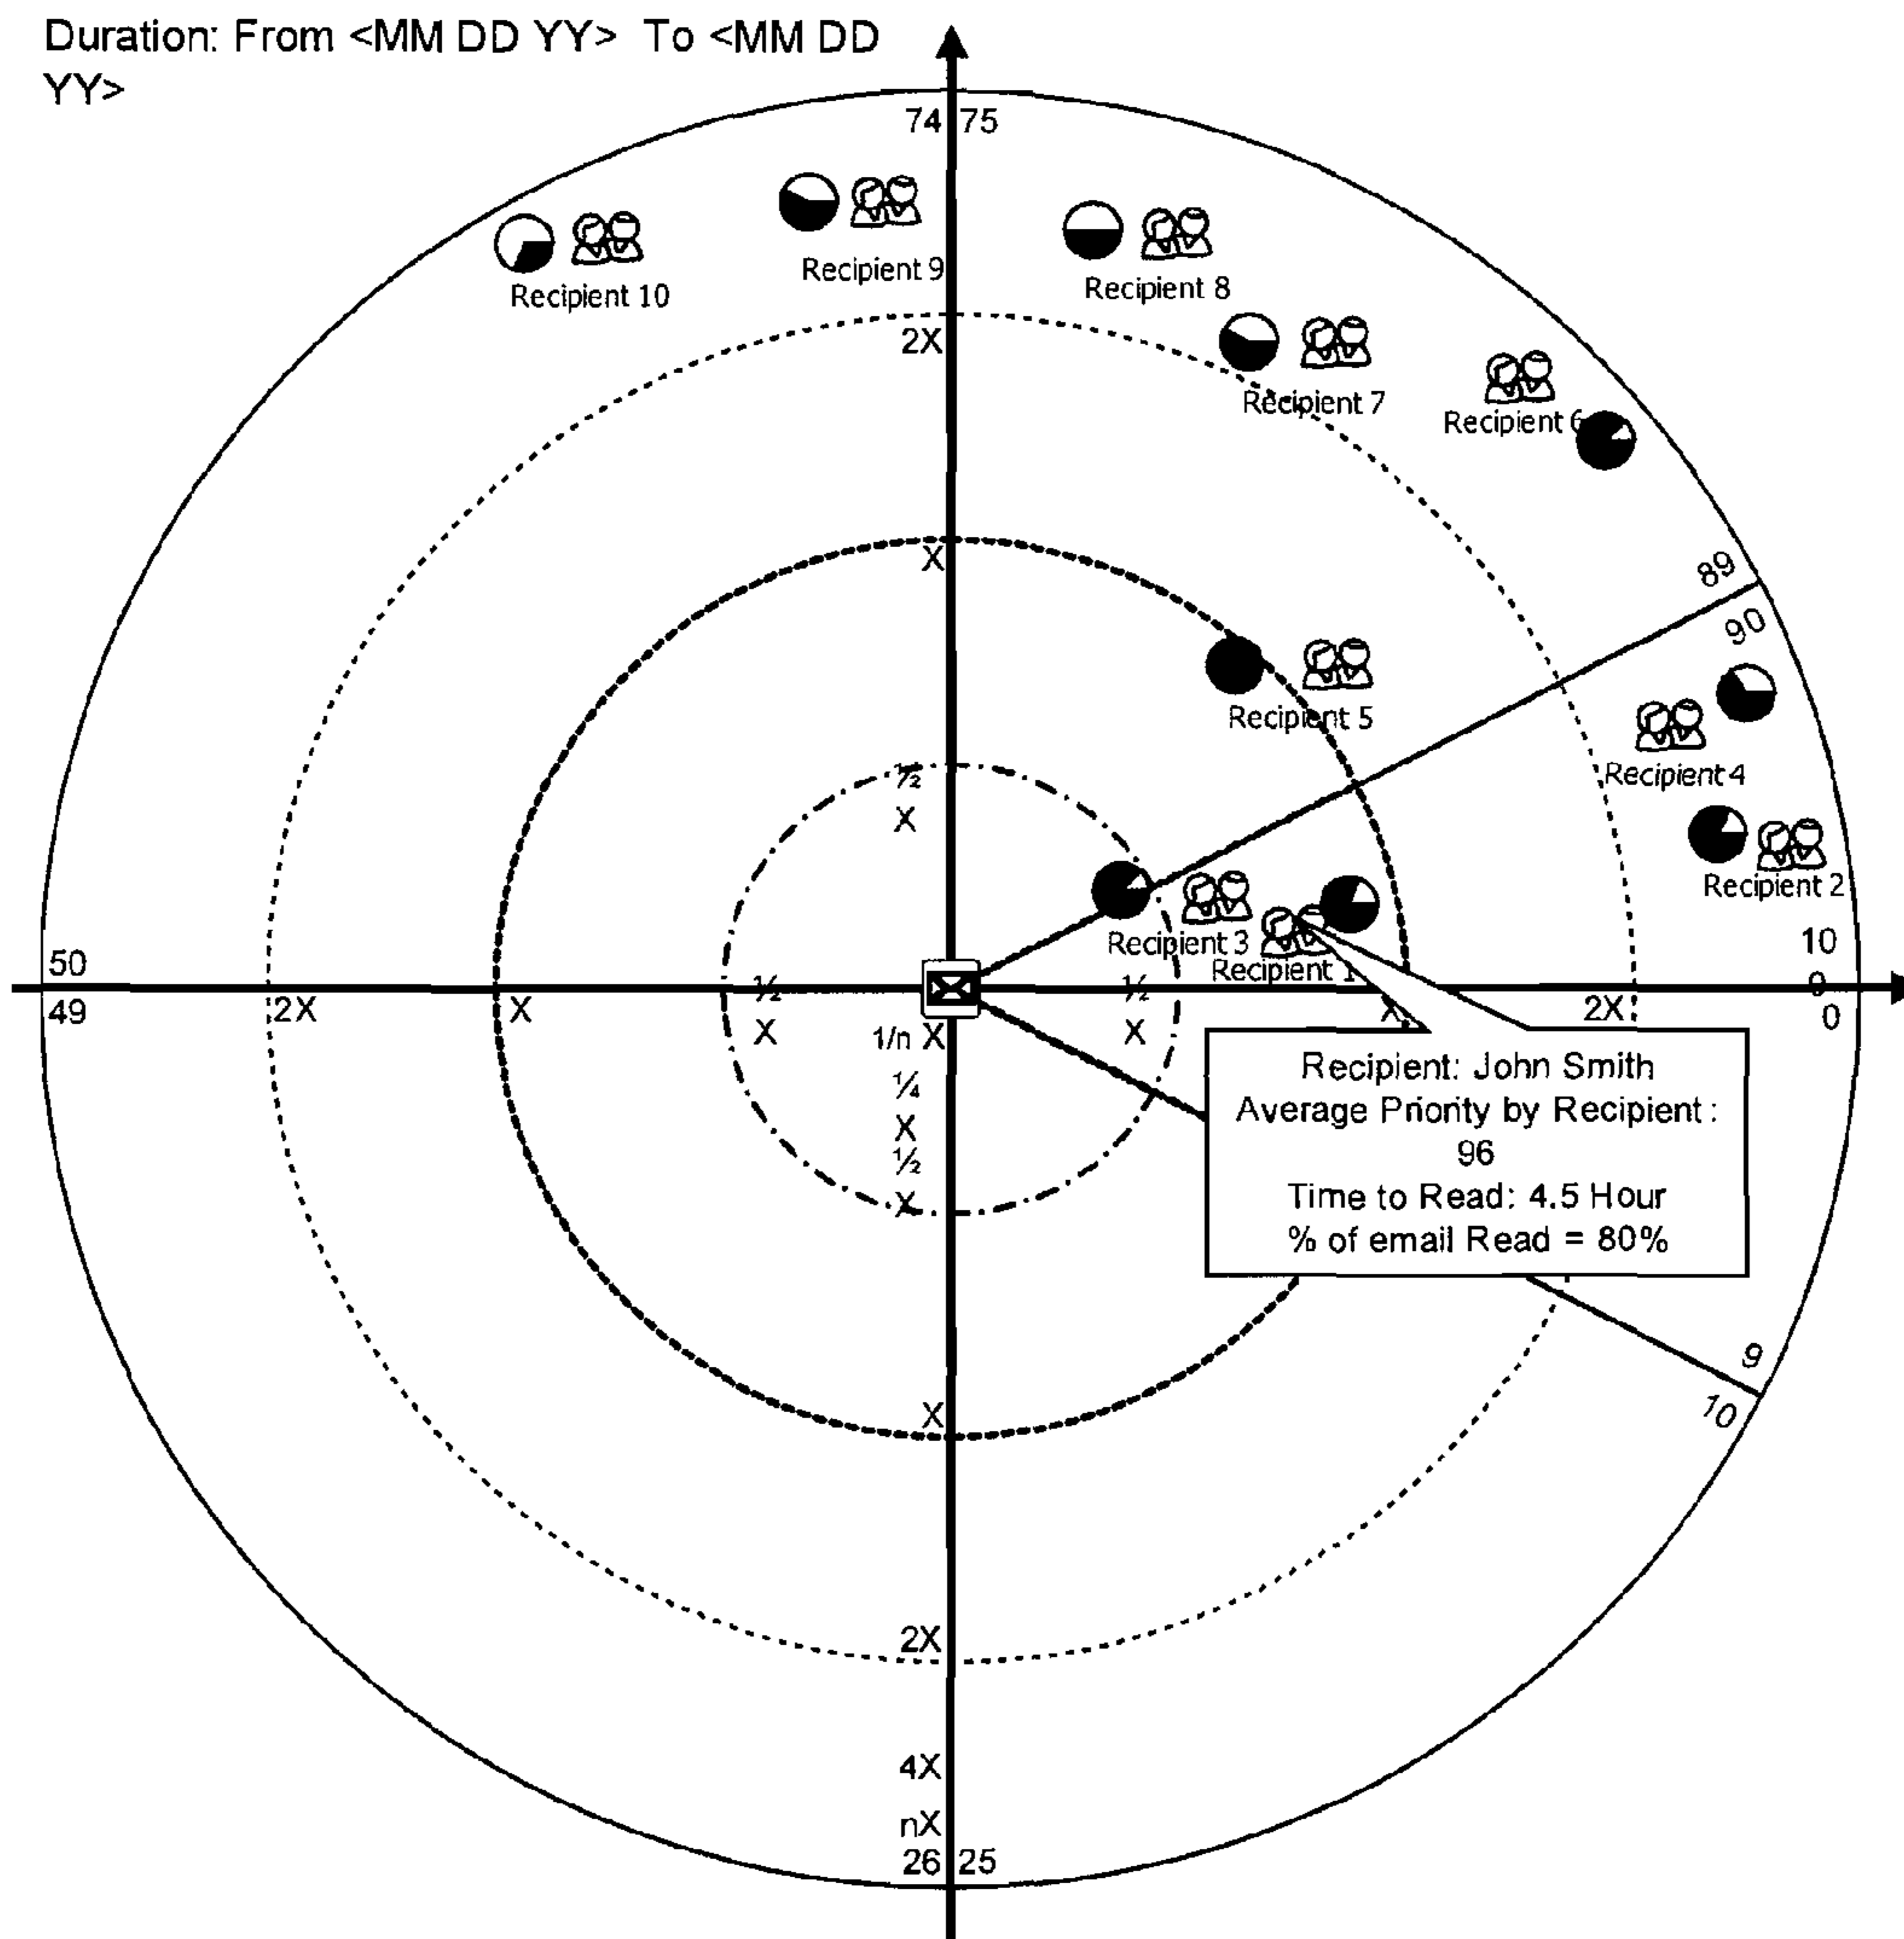 Duration: From <MM DD YY> To <MM DD
YY>
74 75
Recipient 9
Recipient 10
Recipient 8
2X
Recipient 7
Recipient 6
X
89
90
Recipient 5
½
X
Recipient 4
Recipient 2
Recipient 3
Recipient 1
10
0
0
50
49
2X
X
½
X
½
X
X
2X
1/n X
¼
X
½
X
Recipient: John Smith
Average Priority by Recipient:
96
Time to Read: 4.5 Hour
% of email Read = 80%
9
10
X
2X
4X
nX
26 25